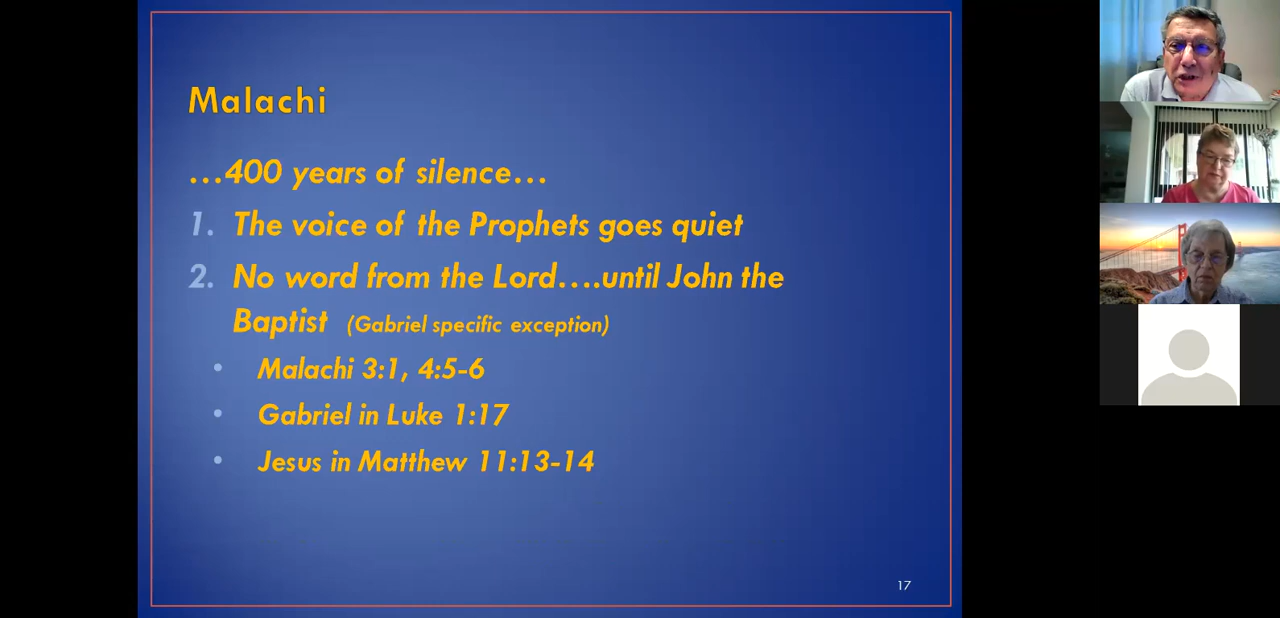 Malachi
…400 years of silence…
1. The voice of the Prophets goes quiet
2. No word from the Lord….until John the
Baptist (Gabriel specific exception)
• Malachi 3:1, 4:5-6
• Gabriel in Luke 1:17
• Jesus in Matthew 11:13-14
17